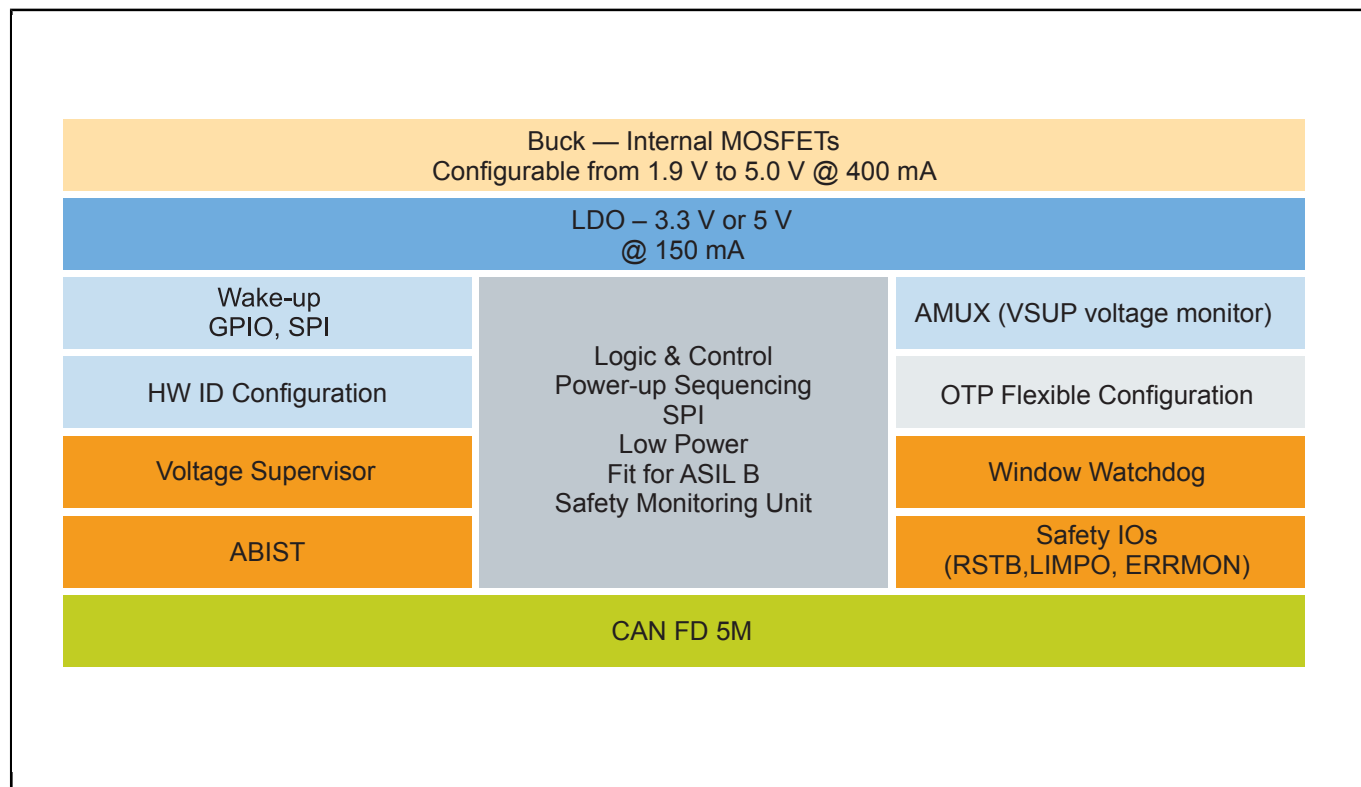 Buck — Internal MOSFETs
Configurable from 1.9 V to 5.0 V @ 400 mA
LDO – 3.3 V or 5 V
@ 150 mA
Wake-up
GPIO, SPI
HW ID Configuration
Voltage Supervisor
ABIST
Logic & Control
Power-up Sequencing
SPI
Low Power
Fit for ASIL B
Safety Monitoring Unit
AMUX (VSUP voltage monitor)
OTP Flexible Configuration
Window Watchdog
Safety IOs
(RSTB,LIMPO, ERRMON)
CAN FD 5M